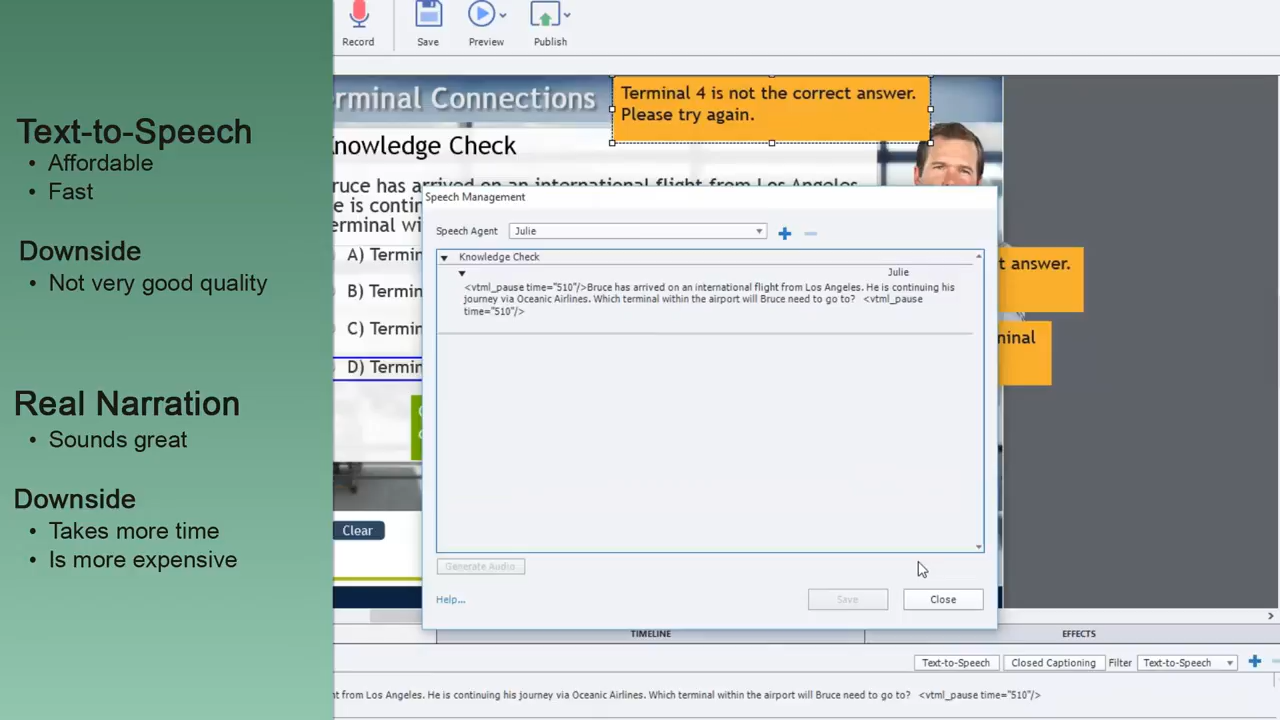 Text-to-Speech
• Affordable
• Fast
Downside
• Not very good quality
Real Narration
• Sounds great
Downside
• Takes more time
• Is more expensive
Record
Save
Preview
Publish
rminal Connections
Terminal 4 is not the correct answer.
Please try again.
Knowledge Check
ruce has arrived on an international flight from Los Angeles.
e is contin
erminal wi
A) Termin
B) Termin
C) Termin
D) Termin
Clear
t answer.
ninal
Speech Management
Speech Agent
Julie
Knowledge Check
Julie
<vtml_pause time="510"/>Bruce has arrived on an international flight from Los Angeles. He is continuing his
journey via Oceanic Airlines. Which terminal within the airport will Bruce need to go to? <vtml_pause
time="510"/>
Generate Audio
Help...
Save
Close
TIMELINE
EFFECTS
Text-to-Speech
Closed Captioning
Filter
Text-to-Speech
t from Los Angeles. He is continuing his journey via Oceanic Airlines. Which terminal within the airport will Bruce need to go to? <vtml_pause time="510"/>